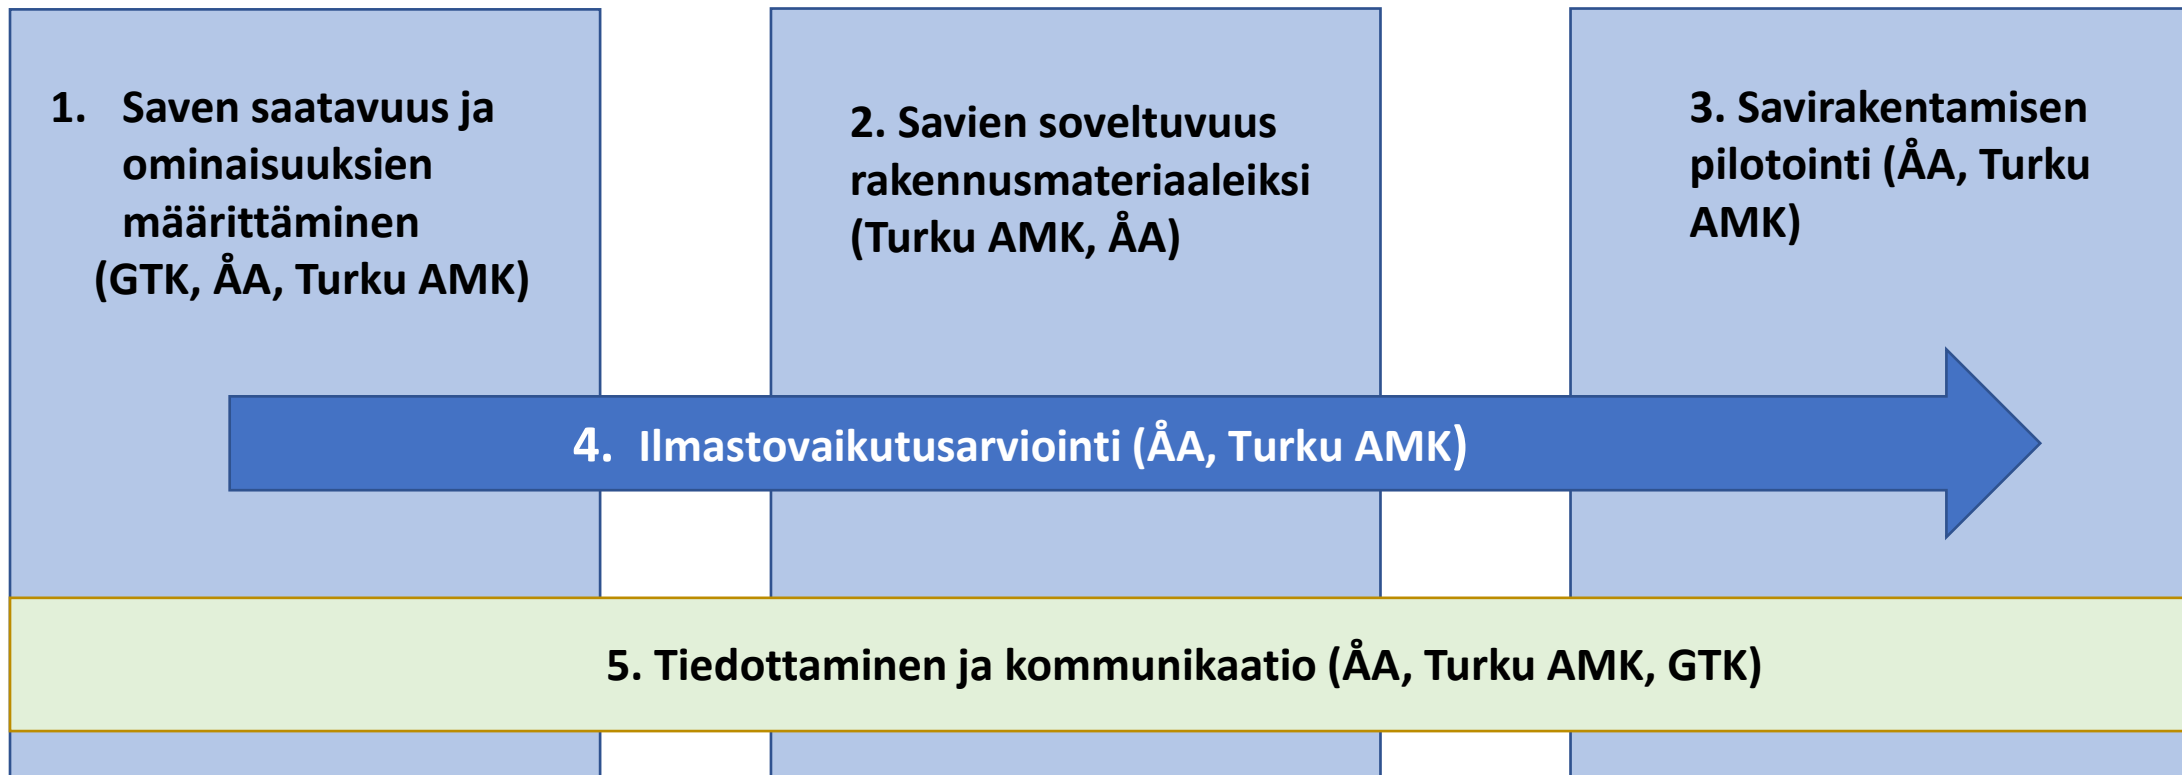 1. Saven saatavuus ja
ominaisuuksien
määrittäminen
(GTK, ÅA, Turku AMK)
2. Savien soveltuvuus
rakennusmateriaaleiksi
(Turku AMK, ÅA)
3. Savirakentamisen
pilotointi (ÅA, Turku
AMK)
4. Ilmastovaikutusarviointi (ÅA, Turku AMK)
5. Tiedottaminen ja kommunikaatio (ÅA, Turku AMK, GTK)